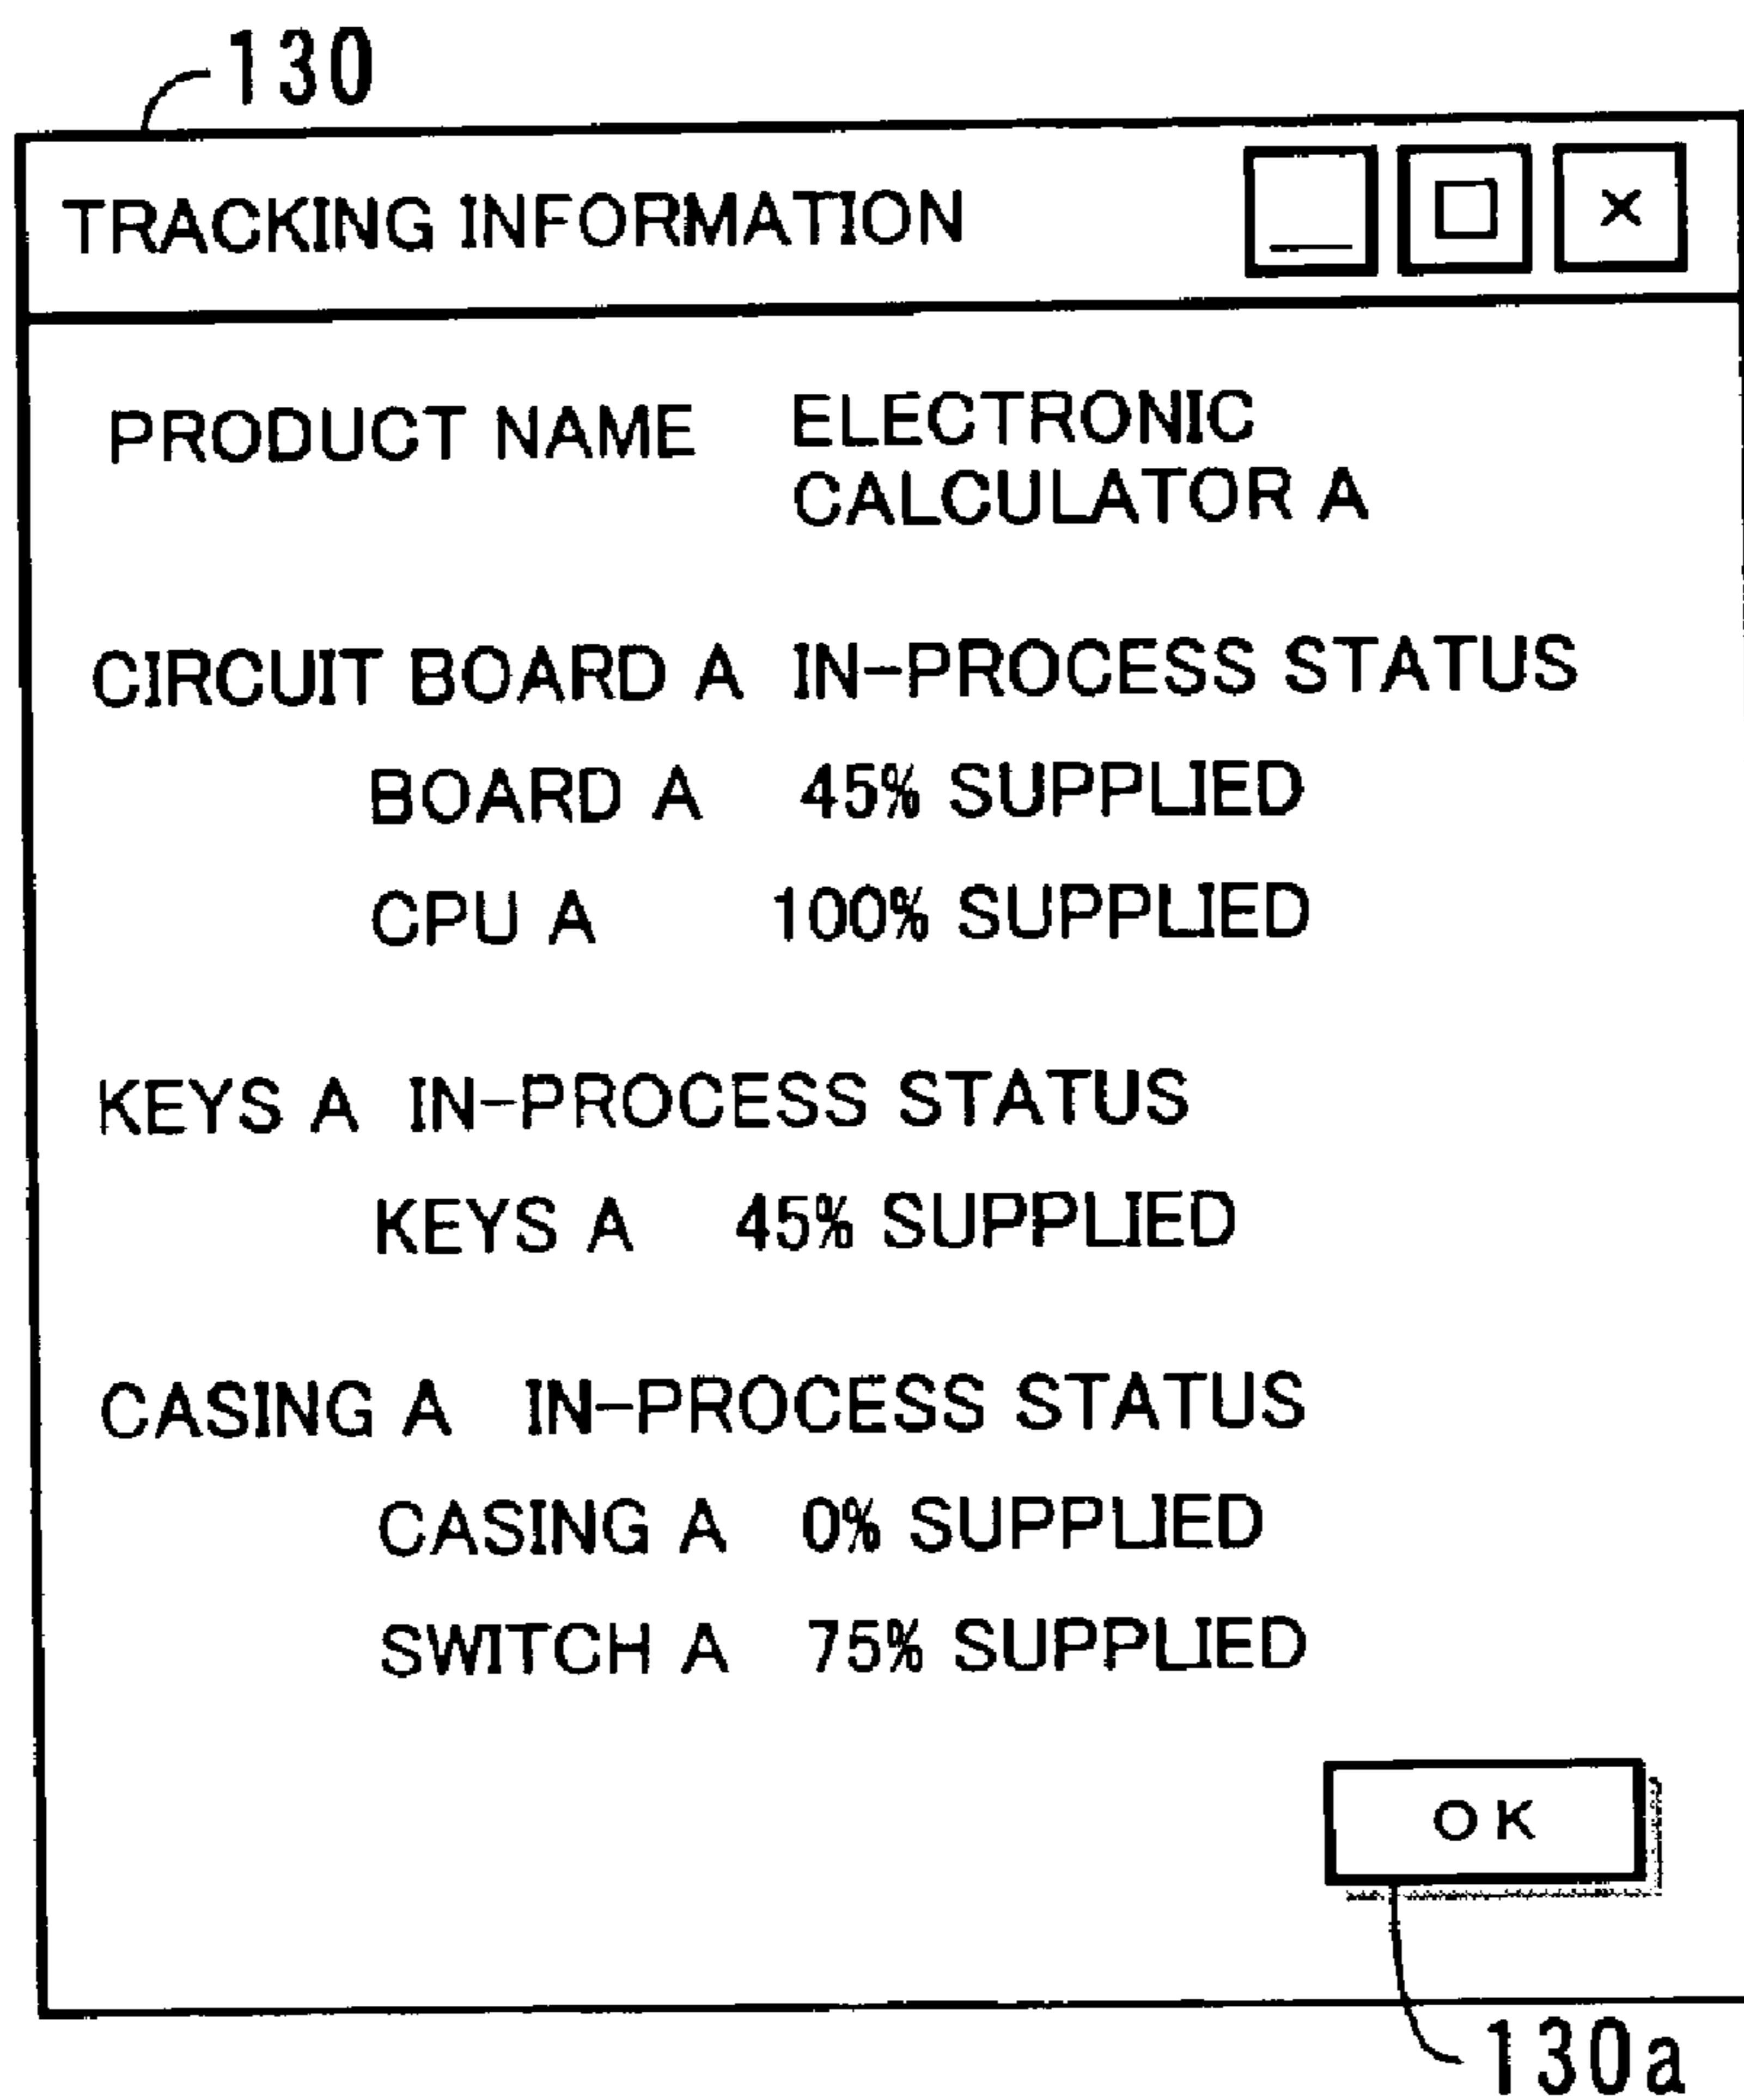 130
TRACKING INFORMATION
PRODUCT NAME ELECTRONIC
CALCULATOR A
CIRCUIT BOARD A IN-PROCESS STATUS
BOARD A 45% SUPPLIED
CPU A 100% SUPPLIED
KEYS A IN-PROCESS STATUS
KEYS A 45% SUPPLIED
CASING A IN-PROCESS STATUS
CASING A 0% SUPPLIED
SWITCH A 75% SUPPLIED
OK
130a